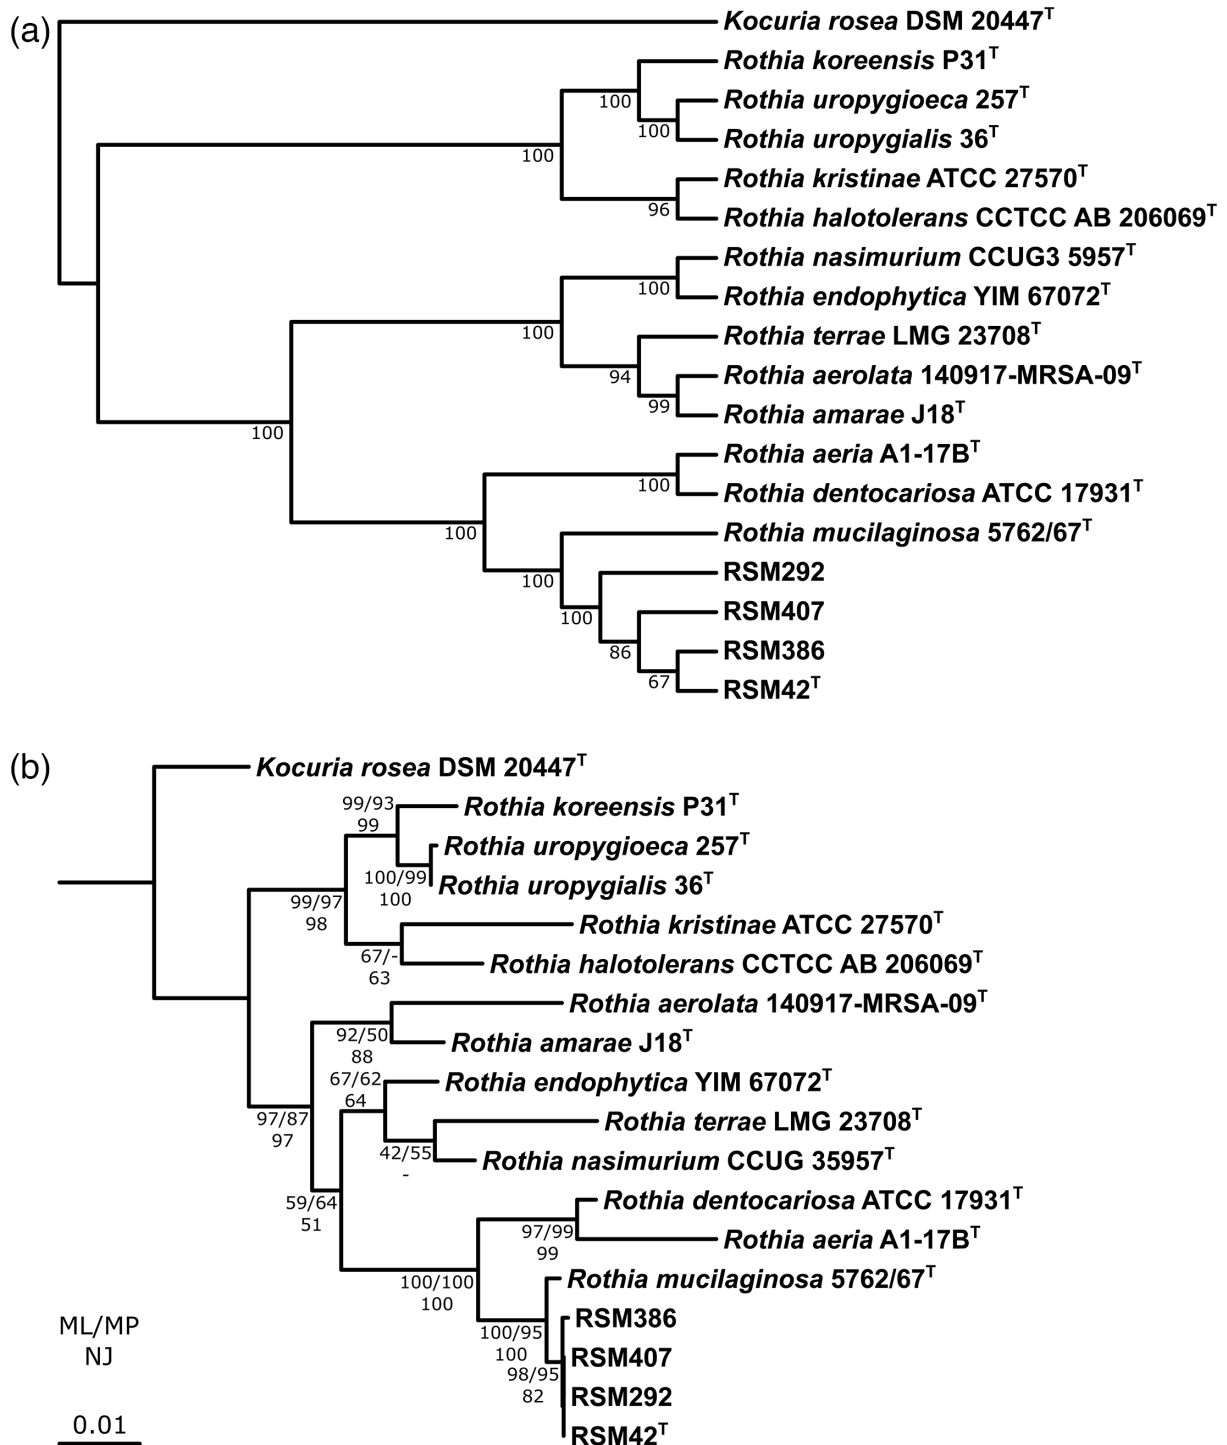 (a)
Kocuria rosea DSM 20447T
Rothia koreensis P31T
100
Rothia uropygioeca 257T
100
Rothia uropygialis 36T
100
Rothia kristinae ATCC 27570T
96
Rothia halotolerans CCTCC AB 206069T
Rothia nasimurium CCUG3 5957T
100
Rothia endophytica YIM 67072T
100
Rothia terrae LMG 23708T
94
Rothia aerolata 140917-MRSA-09T
99
Rothia amarae J18T
100
Rothia aeria A1-17BT
100
Rothia dentocariosa ATCC 17931T
100
Rothia mucilaginosa 5762/67T
100
RSM292
100
RSM407
86
RSM386
67
RSM42T
(b)
Kocuria rosea DSM 20447T
99/93
99
Rothia koreensis P31T
Rothia uropygioeca 257T
100/99
100
Rothia uropygialis 36T
99/97
98
Rothia kristinae ATCC 27570T
67/-
63
Rothia halotolerans CCTCC AB 206069T
Rothia aerolata 140917-MRSA-09T
92/50
88
Rothia amarae J18T
67/62
64
Rothia endophytica YIM 67072T
97/87
97
Rothia terrae LMG 23708T
42/55
-
Rothia nasimurium CCUG 35957T
59/64
51
Rothia dentocariosa ATCC 17931T
97/99
99
Rothia aeria A1-17BT
100/100
100
Rothia mucilaginosa 5762/67T
100/95
100
RSM386
RSM407
98/95
82
RSM292
RSM42T
ML/MP
NJ
0.01